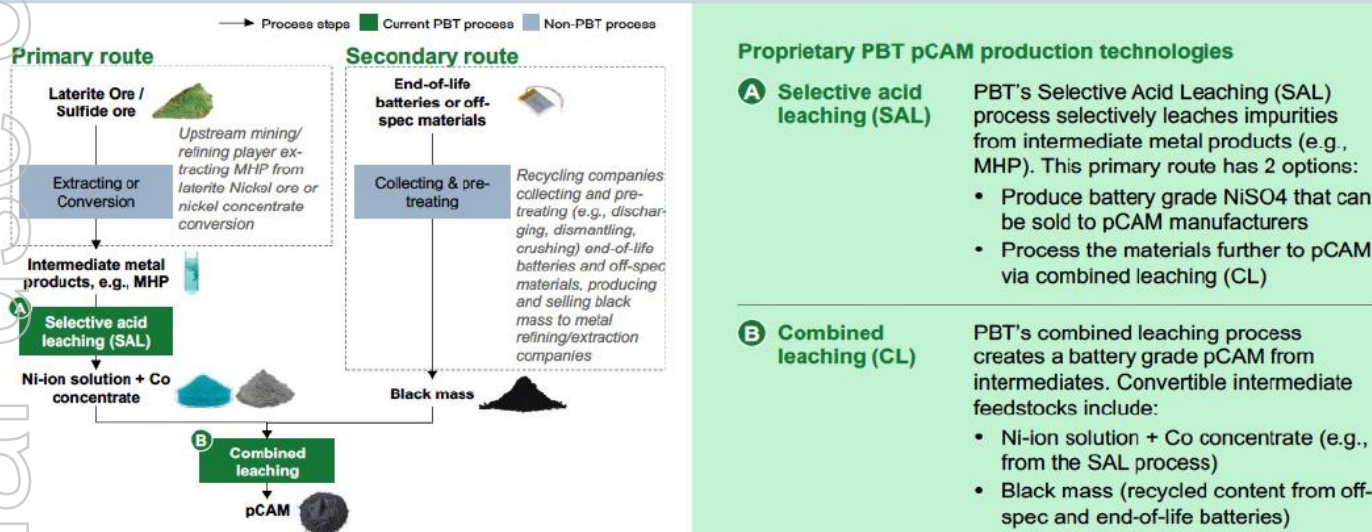 Process steps Current PBT process Non-PBT process
Primary route
Laterite Ore /
Sulfide ore
Upstream mining/
refining player ex-
tracting MHP from
laterite Nickel ore or
nickel concentrate
conversion
Extracting or
Conversion
Intermediate metal
products, e.g., MHP
A
Selective acid
leaching (SAL)
Ni-ion solution + Co
concentrate
Secondary route
End-of-life
batteries or off-
spec materials
Collecting & pre-
treating
Recycling companies
collecting and pre-
treating (e.g., dischar-
ging, dismantling,
crushing) end-of-life
batteries and off-spec
materials, producing
and selling black
mass to metal
refining/extraction
companies
Black mass
B
Combined
leaching
pCAM
Proprietary PBT pCAM production technologies
A Selective acid
leaching (SAL)
PBT's Selective Acid Leaching (SAL)
process selectively leaches impurities
from intermediate metal products (e.g.,
MHP). This primary route has 2 options:
• Produce battery grade NiSO4 that can
be sold to pCAM manufacturers
• Process the materials further to pCAM
via combined leaching (CL)
B Combined
leaching (CL)
PBT's combined leaching process
creates a battery grade pCAM from
intermediates. Convertible intermediate
feedstocks include:
• Ni-ion solution + Co concentrate (e.g.,
from the SAL process)
• Black mass (recycled content from off-
spec and end-of-life batteries)